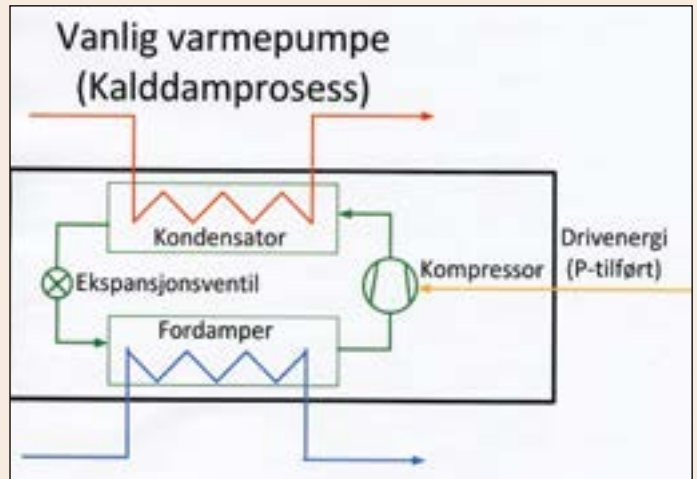 Vanlig varmepumpe
(Kalddamprosess)
Kondensator
Drivenergi
(P-tilført)
Kompressor
Ekspansjonsventil
Fordamper